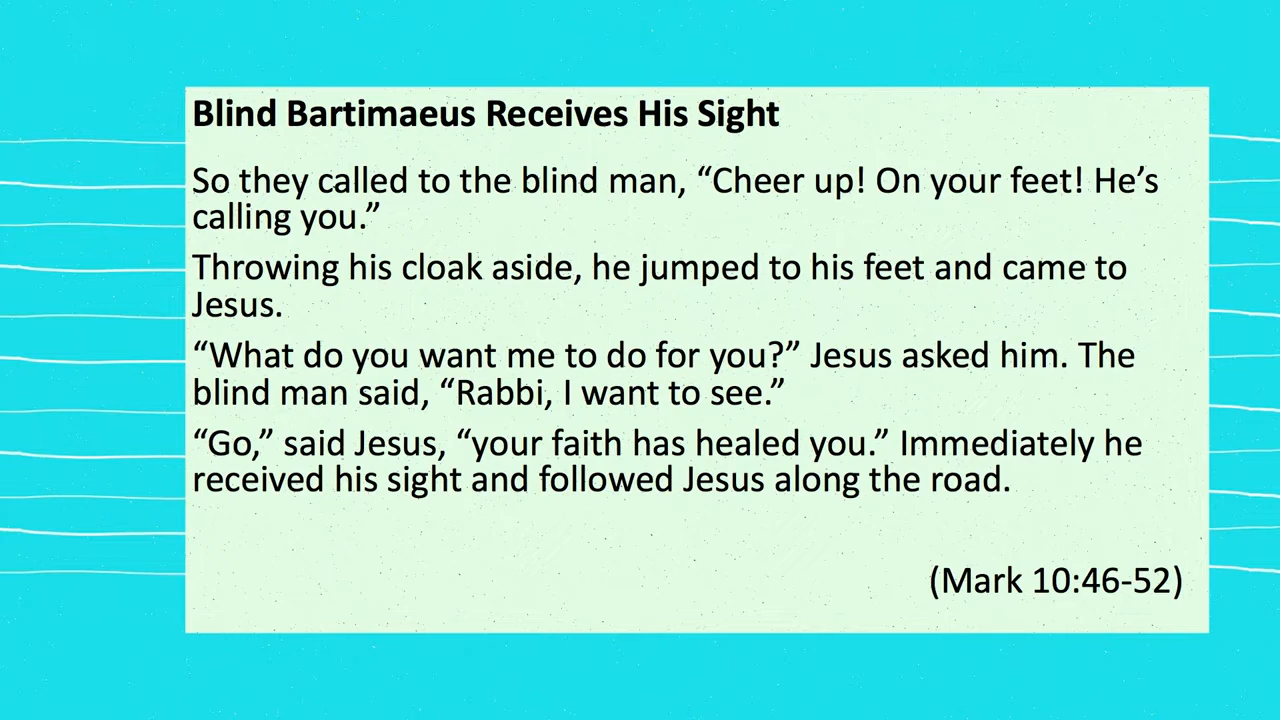 Blind Bartimaeus Receives His Sight
So they called to the blind man, “Cheer up! On your feet! He’s
calling you.”
Throwing his cloak aside, he jumped to his feet and came to
Jesus.
“What do you want me to do for you?” Jesus asked him. The
blind man said, “Rabbi, I want to see.”
“Go,” said Jesus, “your faith has healed you.” Immediately he
received his sight and followed Jesus along the road.
(Mark 10:46-52)